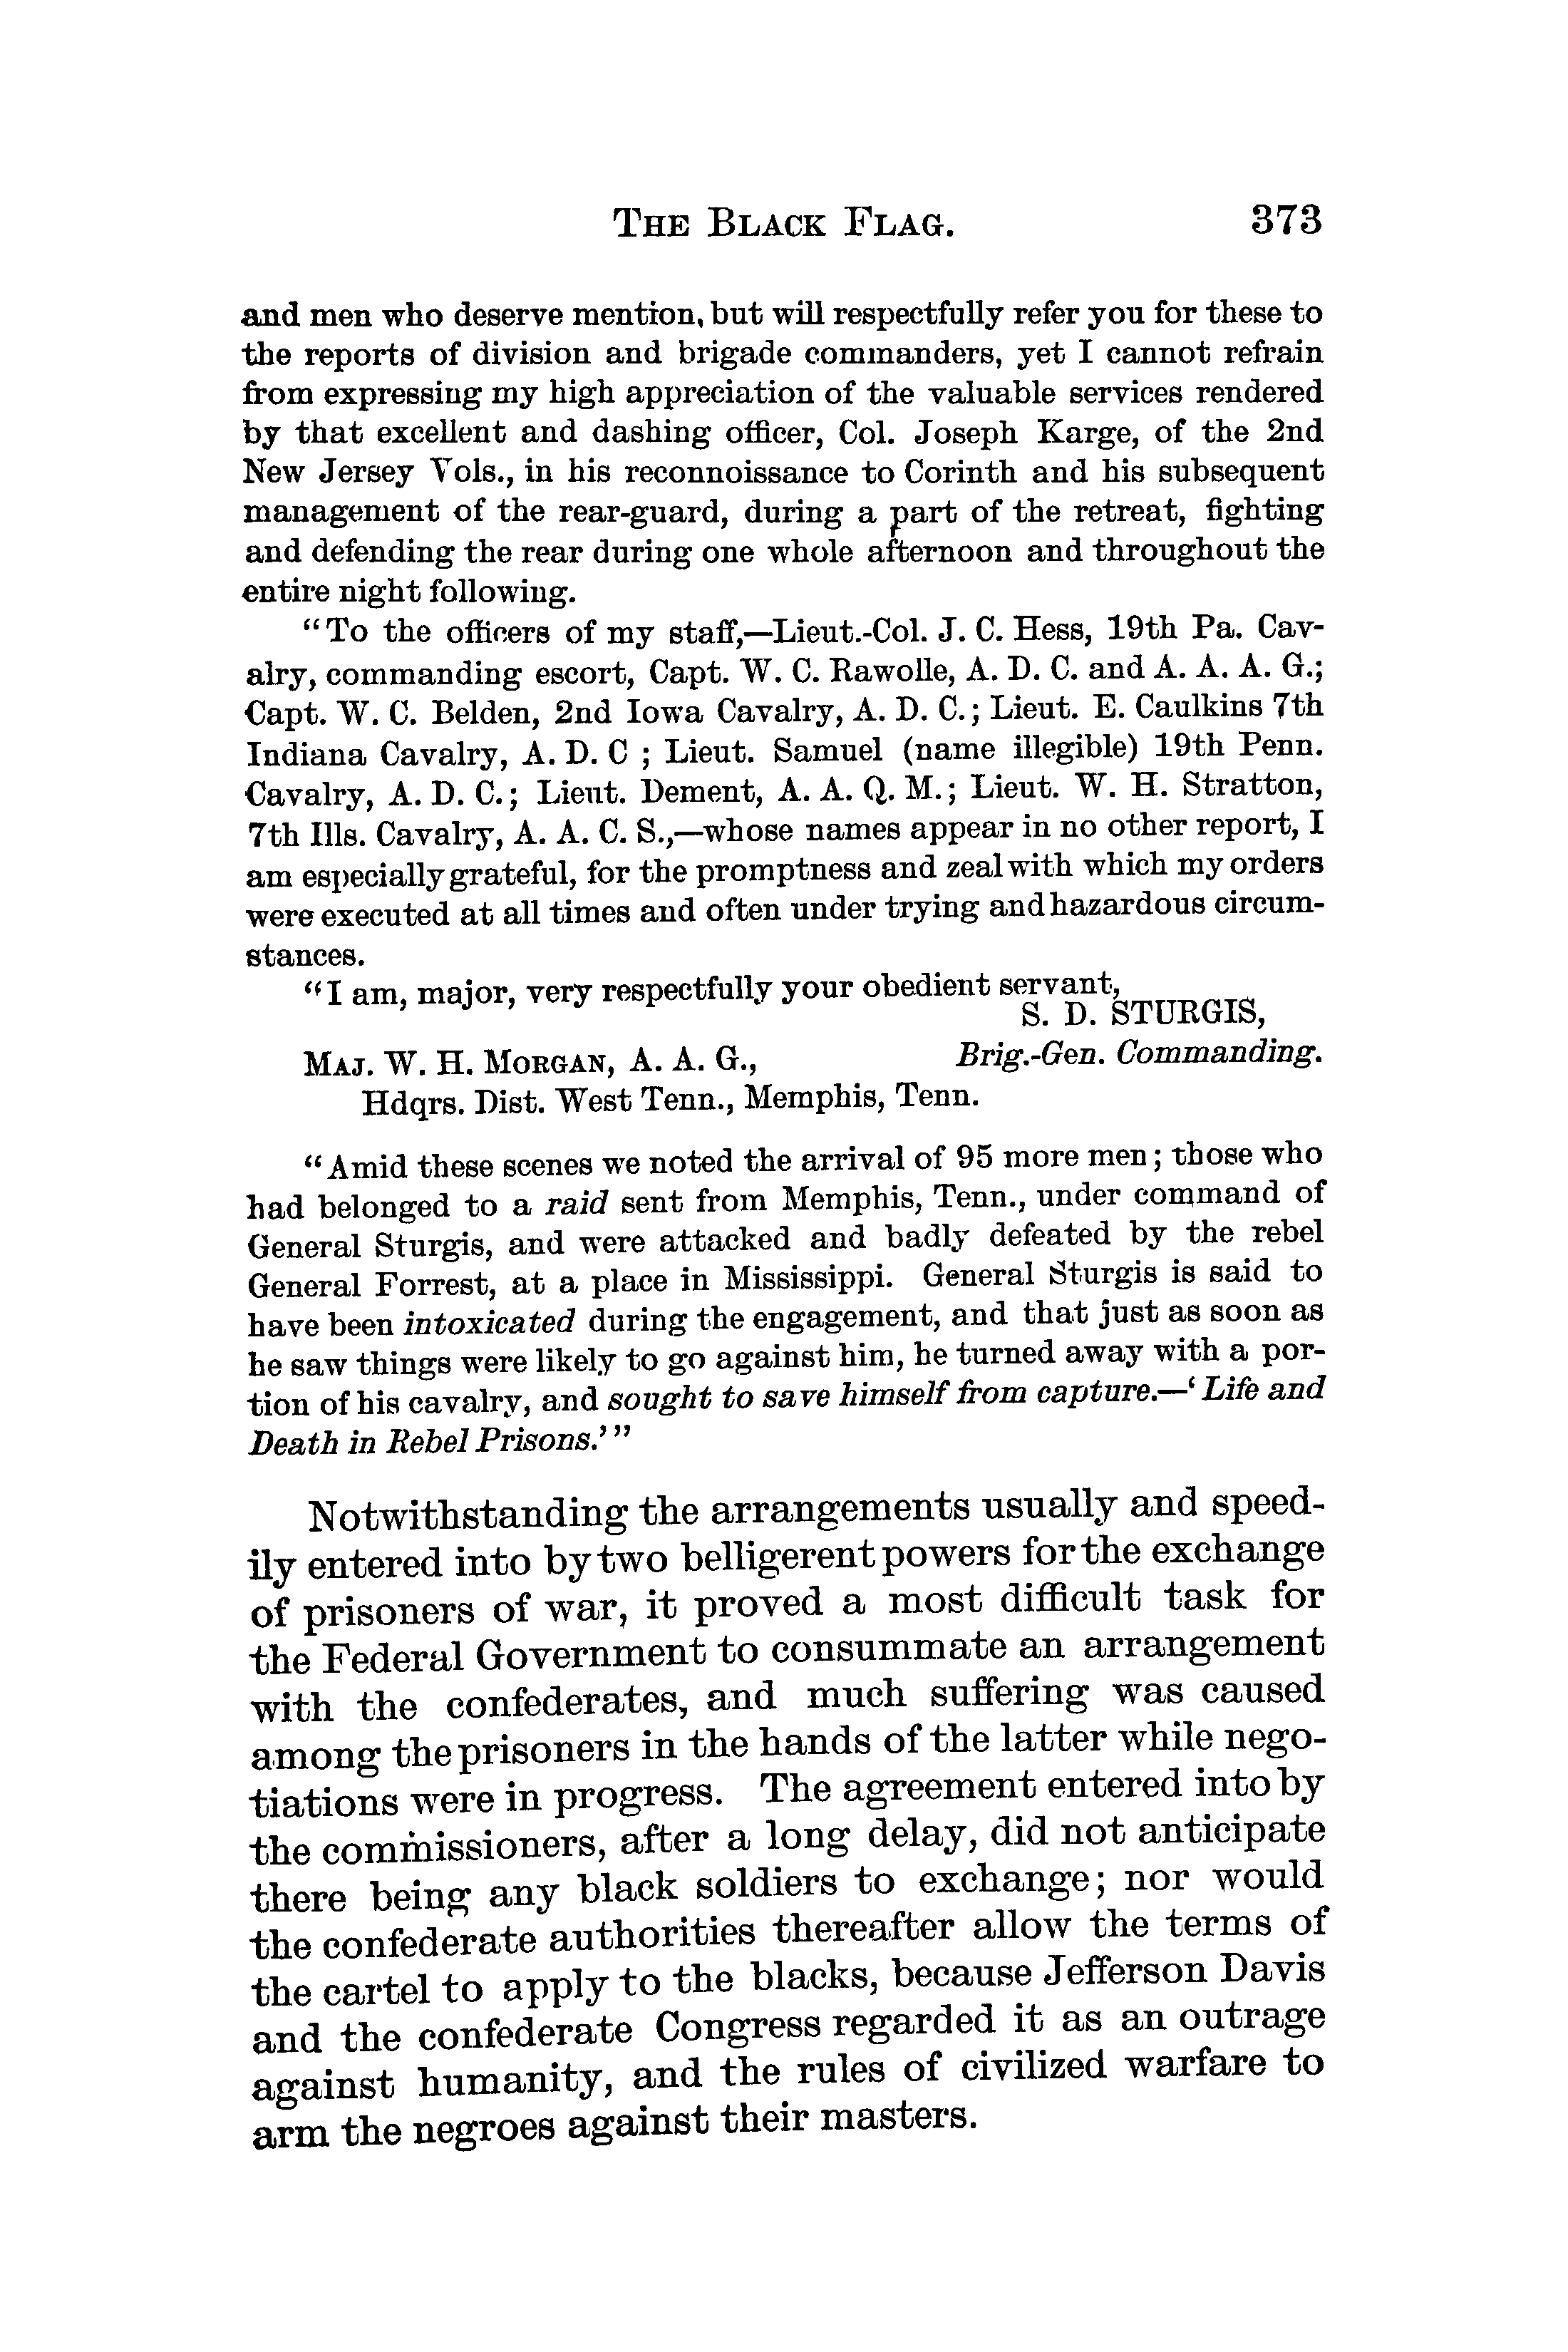 THE BLACK FLAG. 373
and men who deserve mention, but will respectfully refer you for these to
the reports of division and brigade commanders, yet I cannot refrain
from expressing my high appreciation of the valuable services rendered
by that excellent and dashing officer, Col. Joseph Karge, of the 2nd
New Jersey Vols., in his reconnoissance to Corinth and his subsequent
management of the rear-guard, during a part of the retreat, fighting
and defending the rear during one whole afternoon and throughout the
entire night following.
"To the officers of my staff,—Lieut.-Col. J. C. Hess, 19th Pa. Cav-
alry, commanding escort, Capt. W. C. Rawolle, A. D. C. and A. A. A. G.;
Capt. W. C. Belden, 2nd Iowa Cavalry, A. D. C.; Lieut. E. Caulkins 7th
Indiana Cavalry, A. D. C ; Lieut. Samuel (name illegible) 19th Penn.
Cavalry, A. D. C.; Lieut. Dement, A. A. Q. M.; Lieut. W. H. Stratton,
7th Ills. Cavalry, A. A. C. S.,—whose names appear in no other report, I
am especially grateful, for the promptness and zeal with which my orders
were executed at all times and often under trying and hazardous circum-
stances.
"I am, major, very respectfully your obedient servant,
S. D. STURGIS,
MAJ. W. H. MORGAN, A. A. G., Brig.-Gen. Commanding.
Hdqrs. Dist. West Tenn., Memphis, Tenn.
"Amid these scenes we noted the arrival of 95 more men; those who
had belonged to a raid sent from Memphis, Tenn., under command of
General Sturgis, and were attacked and badly defeated by the rebel
General Forrest, at a place in Mississippi. General Sturgis is said to
have been intoxicated during the engagement, and that just as soon as
he saw things were likely to go against him, he turned away with a por-
tion of his cavalry, and sought to save himself from capture.—'Life and
Death in Rebel Prisons.'"
Notwithstanding the arrangements usually and speed-
ily entered into by two belligerent powers for the exchange
of prisoners of war, it proved a most difficult task for
the Federal Government to consummate an arrangement
with the confederates, and much suffering was caused
among the prisoners in the hands of the latter while nego-
tiations were in progress. The agreement entered into by
the commissioners, after a long delay, did not anticipate
there being any black soldiers to exchange; nor would
the confederate authorities thereafter allow the terms of
the cartel to apply to the blacks, because Jefferson Davis
and the confederate Congress regarded it as an outrage
against humanity, and the rules of civilized warfare to
arm the negroes against their masters.